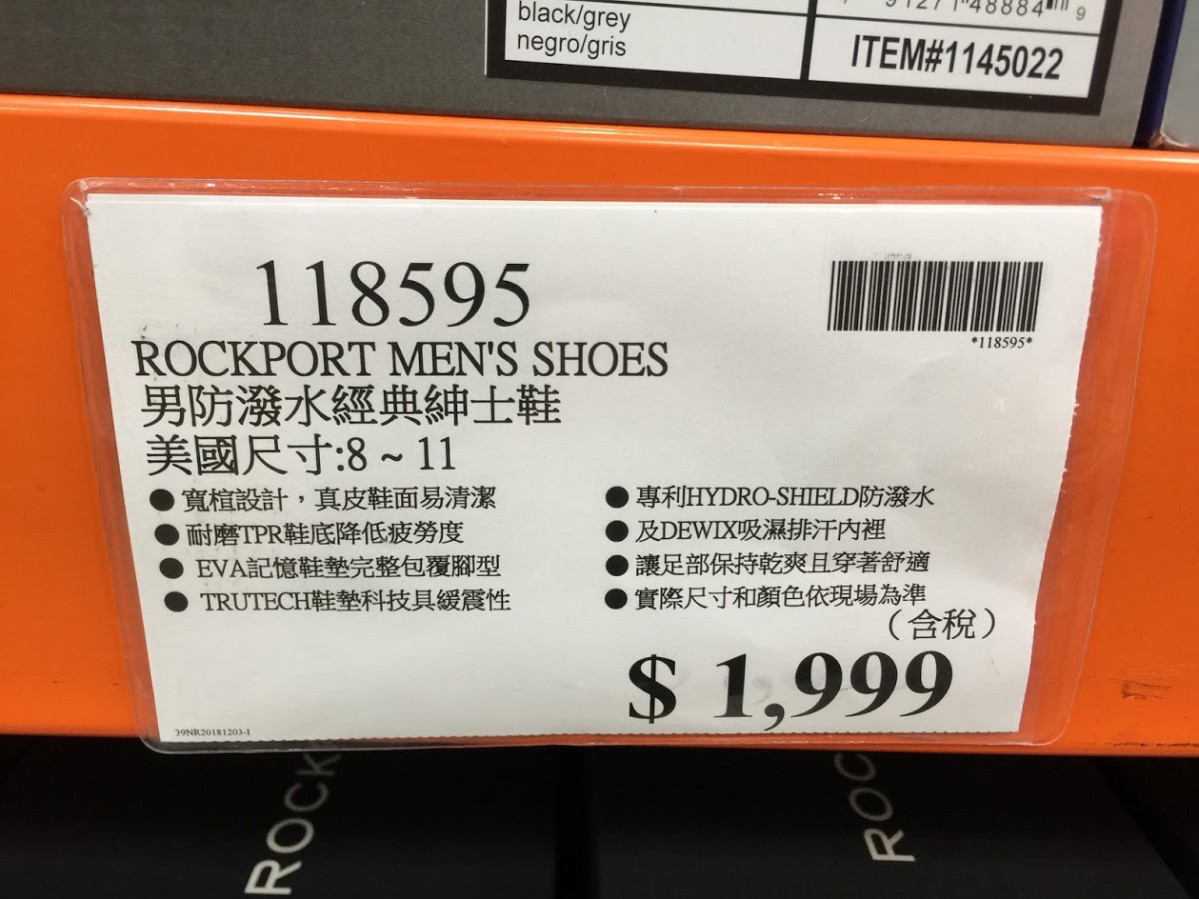 black/grey
negro/gris
ITEM#1145022
118595
*118595*
ROCKPORT MEN'S SHOES
男防潑水經典紳士鞋
美國尺寸:8 ~ 11
● 寬楦設計，真皮鞋面易清潔
● 耐磨TPR鞋底降低疲勞度
● EVA記憶鞋墊完整包覆腳型
● TRUTECH鞋墊科技具緩震性
● 專利HYDRO-SHIELD防潑水
● 及DEWIX吸濕排汗內裡
● 讓足部保持乾爽且穿著舒適
● 實際尺寸和顏色依現場為準
（含稅）
$ 1,999
39NR20181203-1
ROCK
ROC